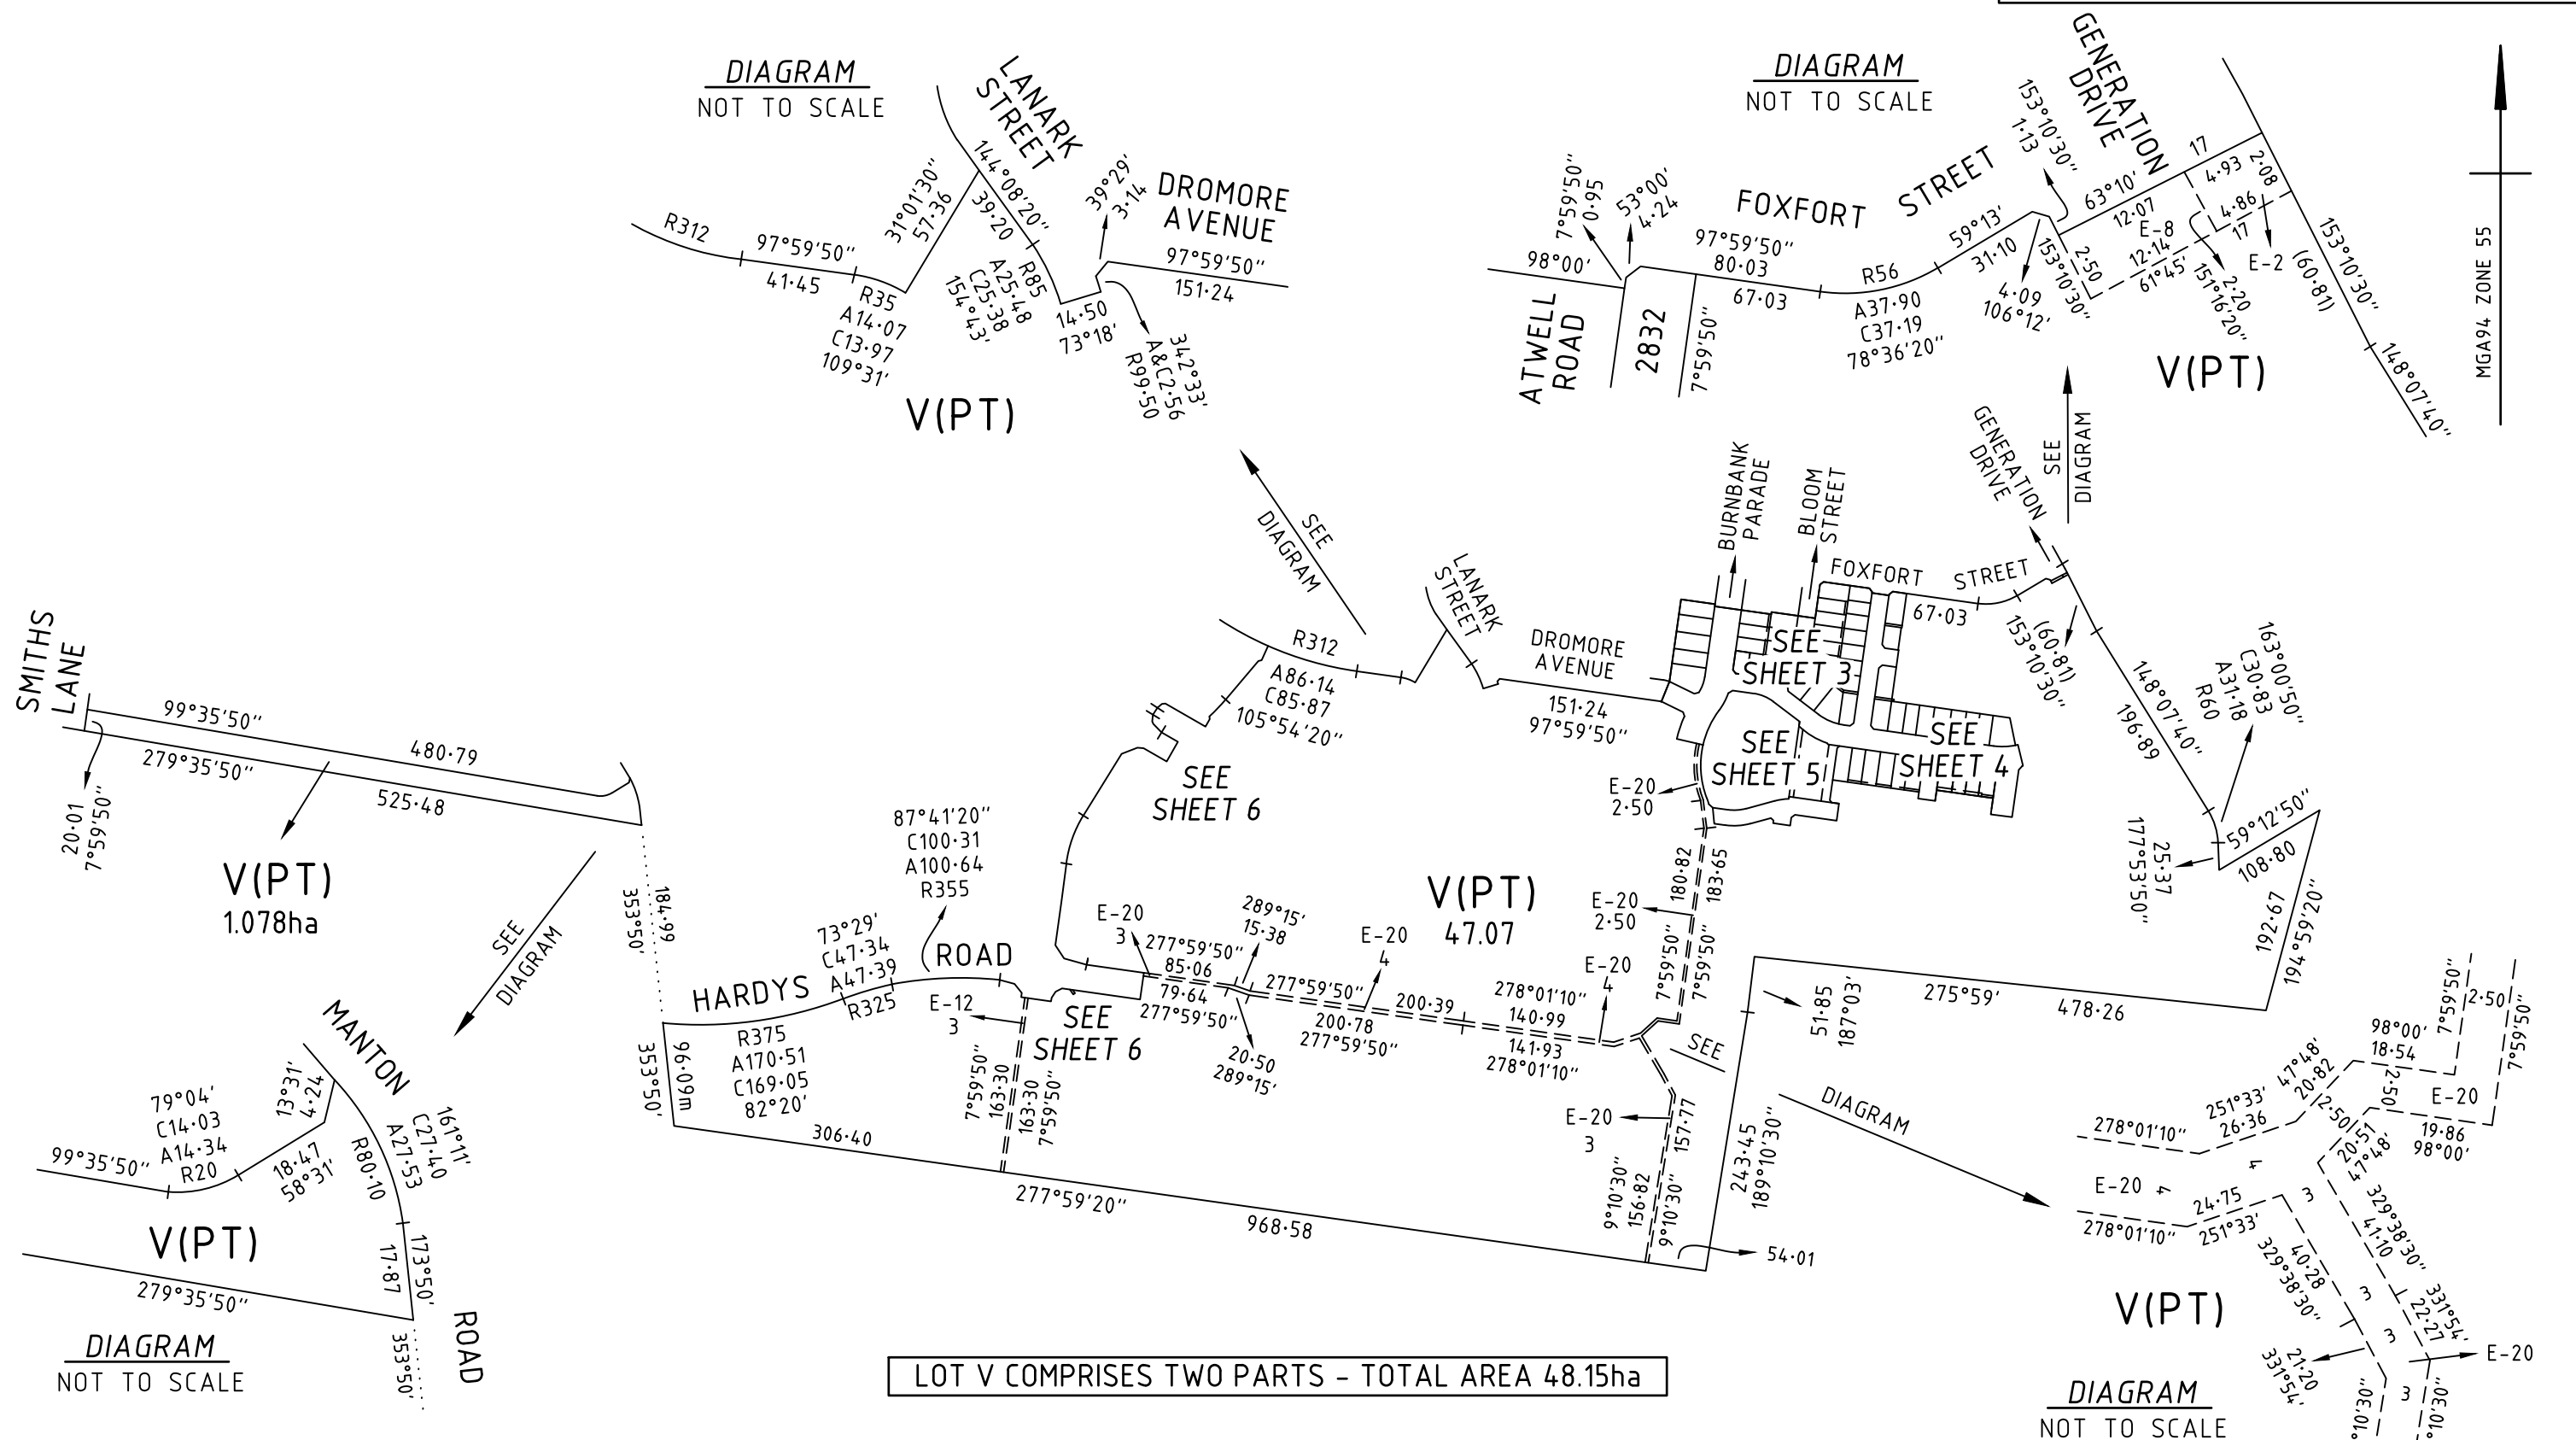 DIAGRAM
NOT TO SCALE
LANARK
STREET
R312
97°59'50"
41·45
R35
A14·07
C13·97
109°31'
31°01'30"
57·36
144°08'20"
39·20
R85
A25·48
C25·38
154°43'
39°29'
3·14
DROMORE
AVENUE
97°59'50"
151·24
14·50
73°18'
342°33'
A&C2·56
R99·50
V(PT)
DIAGRAM
NOT TO SCALE
GENERATION
DRIVE
FOXFORT STREET
7°59'50"
0·95
53°00'
4·24
98°00'
97°59'50"
80·03
67·03
ATWELL
ROAD
2832
7°59'50"
R56
A37·90
C37·19
78°36'20"
59°13'
31·10
153°10'30"
1·13
4·09
106°12'
63°10'
12·07
E-8
12·14
61°45'
2·50
153°10'30"
17
4·93
2·08
4·86
17
E-2
2·20
151°16'20"
153°10'30"
(60·81)
148°07'40"
V(PT)
MGA94 ZONE 55
SEE
DIAGRAM
SEE
DIAGRAM
GENERATION
DRIVE
BURNBANK
PARADE
BLOOM
STREET
FOXFORT STREET
67·03
(60·81)
153°10'30"
148°07'40"
196·89
163°00'50"
C30·83
A31·18
R60
59°12'50"
108·80
25·37
177°53'50"
192·67
194°59'20"
275°59'
478·26
51·85
187°03'
LANARK
STREET
R312
A86·14
C85·87
105°54'20"
DROMORE
AVENUE
151·24
97°59'50"
SEE
SHEET 3
SEE
SHEET 4
SEE
SHEET 5
E-20
2·50
SEE
SHEET 6
V(PT)
47.07
180·82
183·65
E-20
2·50
7°59'50"
7°59'50"
SMITHS
LANE
99°35'50"
480·79
279°35'50"
525·48
20·01
7°59'50"
V(PT)
1.078ha
SEE
DIAGRAM
353°50'
184·99
HARDYS ROAD
73°29'
C47·34
A47·39
R325
87°41'20"
C100·31
A100·64
R355
R375
A170·51
C169·05
82°20'
353°50'
96·09m
306·40
277°59'20"
968·58
E-12
3
7°59'50"
163·30
163·30
7°59'50"
SEE
SHEET 6
E-20
3
277°59'50"
85·06
79·64
277°59'50"
289°15'
15·38
20·50
289°15'
277°59'50"
200·39
200·78
277°59'50"
E-20
4
278°01'10"
140·99
141·93
278°01'10"
E-20
4
E-20
3
157·77
9°10'30"
156·82
9°10'30"
243·45
189°10'30"
54·01
SEE
DIAGRAM
MANTON
ROAD
79°04'
C14·03
A14·34
R20
99°35'50"
13°31'
4·24
18·47
58°31'
161°11'
C27·40
A27·53
R80·10
173°50'
17·87
V(PT)
279°35'50"
353°50'
DIAGRAM
NOT TO SCALE
LOT V COMPRISES TWO PARTS - TOTAL AREA 48.15ha
7°59'50"
2·50
7°59'50"
98°00'
18·54
47°48'
20·82
251°33'
26·36
278°01'10"
2·50
E-20
2·50
20·51
47°48'
19·86
98°00'
4
E-20 4
24·75
251°33'
278°01'10"
3
329°38'30"
41·10
40·28
329°38'30"
3
3
331°54'
22·27
E-20
21·20
331°54'
3
V(PT)
DIAGRAM
NOT TO SCALE